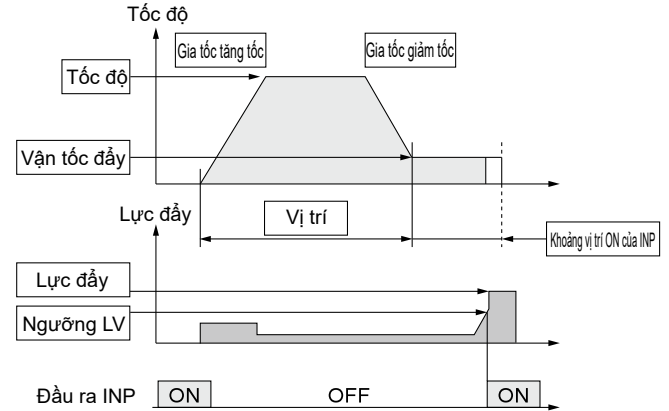 Tốc độ
Gia tốc tăng tốc
Gia tốc giảm tốc
Tốc độ
Vận tốc đẩy
Lực đẩy
Vị trí
Khoảng vị trí ON của INP
Lực đẩy
Ngưỡng LV
Đầu ra INP
ON
OFF
ON